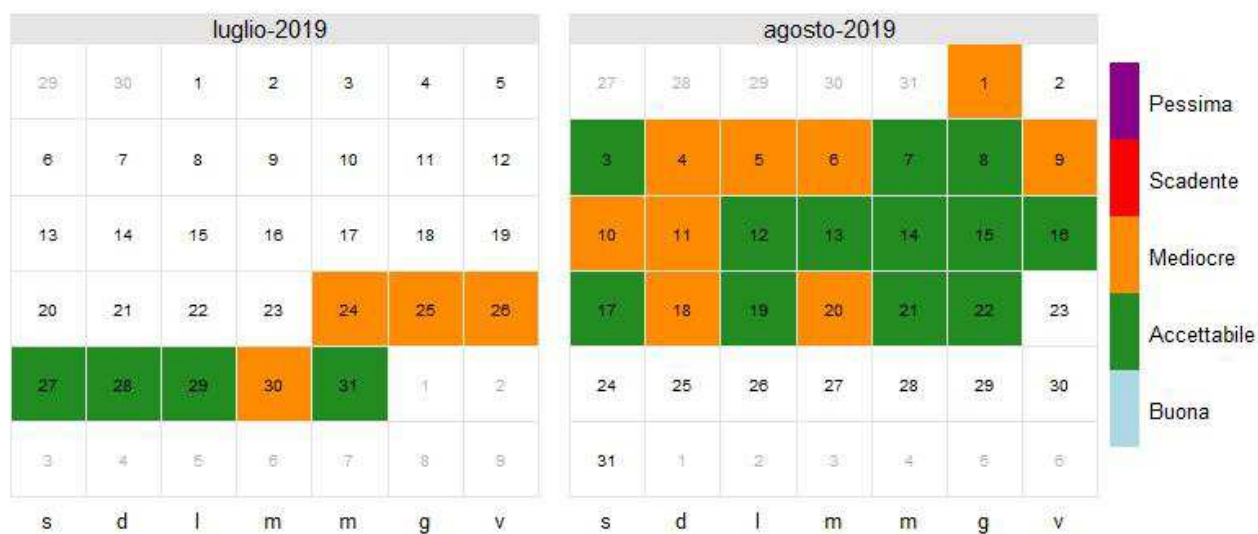 luglio-2019
29 30 1 2 3 4 5
6 7 8 9 10 11 12
13 14 15 16 17 18 19
20 21 22 23 24 25 26
27 28 29 30 31 1 2
3 4 5 6 7 8 9
s d l m m g v
agosto-2019
27 28 29 30 31 1 2
3 4 5 6 7 8 9
10 11 12 13 14 15 16
17 18 19 20 21 22 23
24 25 26 27 28 29 30
31 1 2 3 4 5 6
s d l m m g v
Pessima
Scadente
Mediocre
Accettabile
Buona